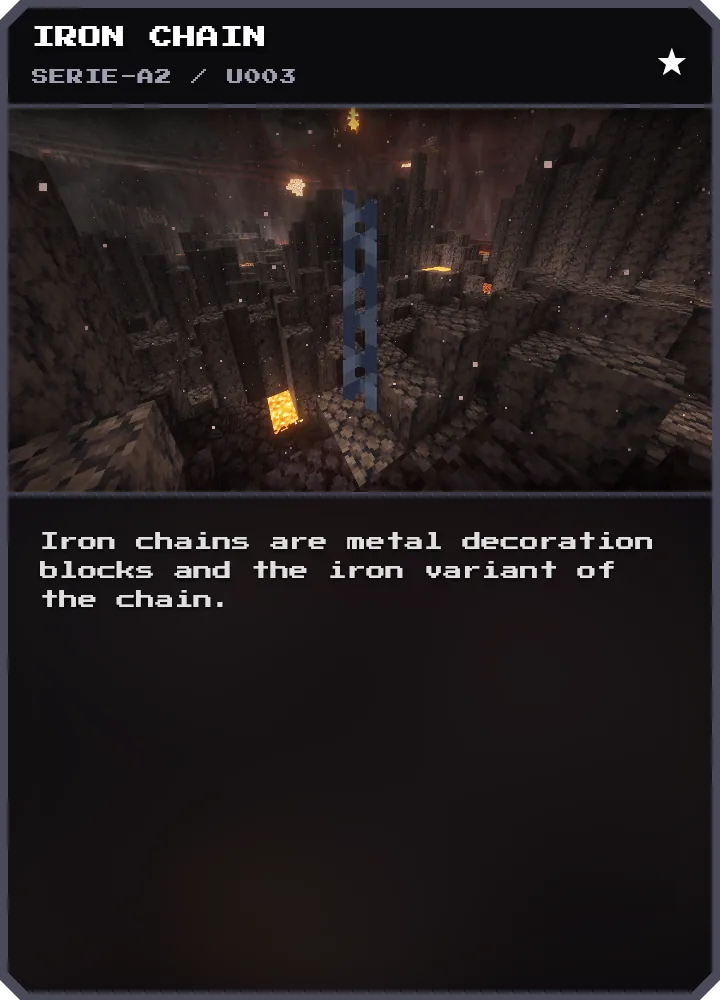 IRON CHAIN
SERIE-A2 / U003
Iron chains are metal decoration
blocks and the iron variant of
the chain.